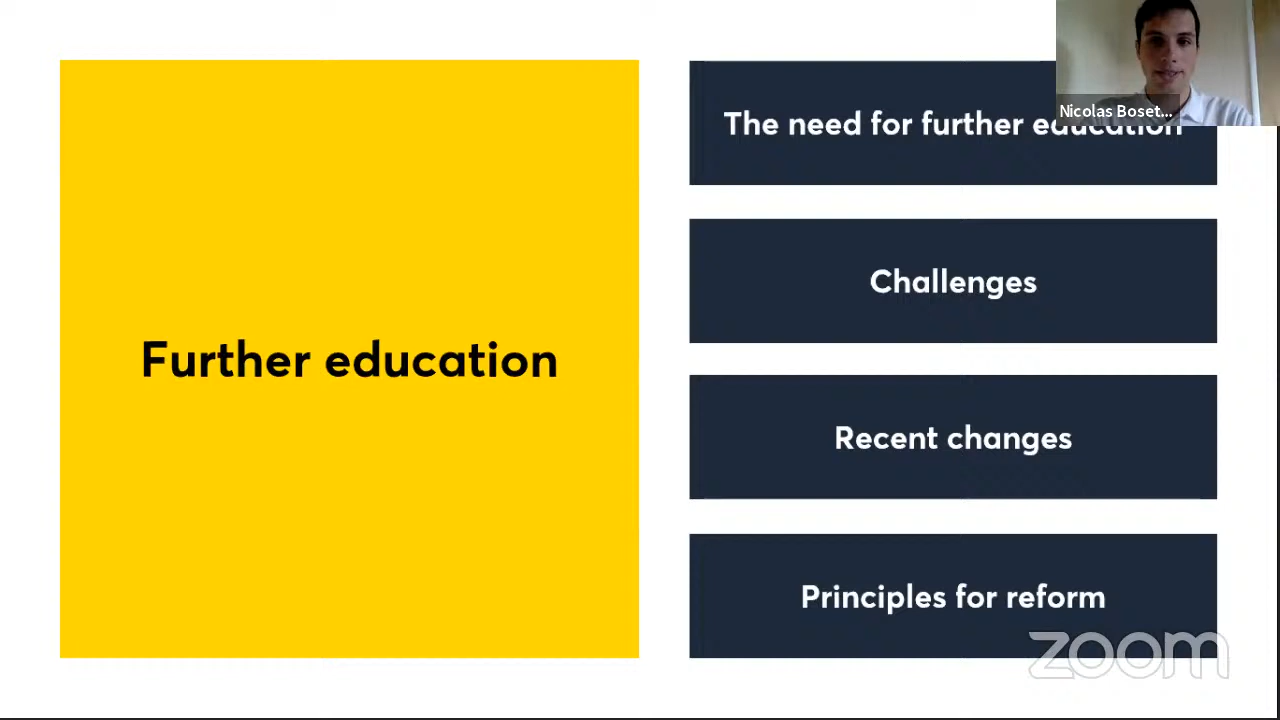 Further education
The need for further education
Nicolas Boset...
Challenges
Recent changes
Principles for reform
zoom